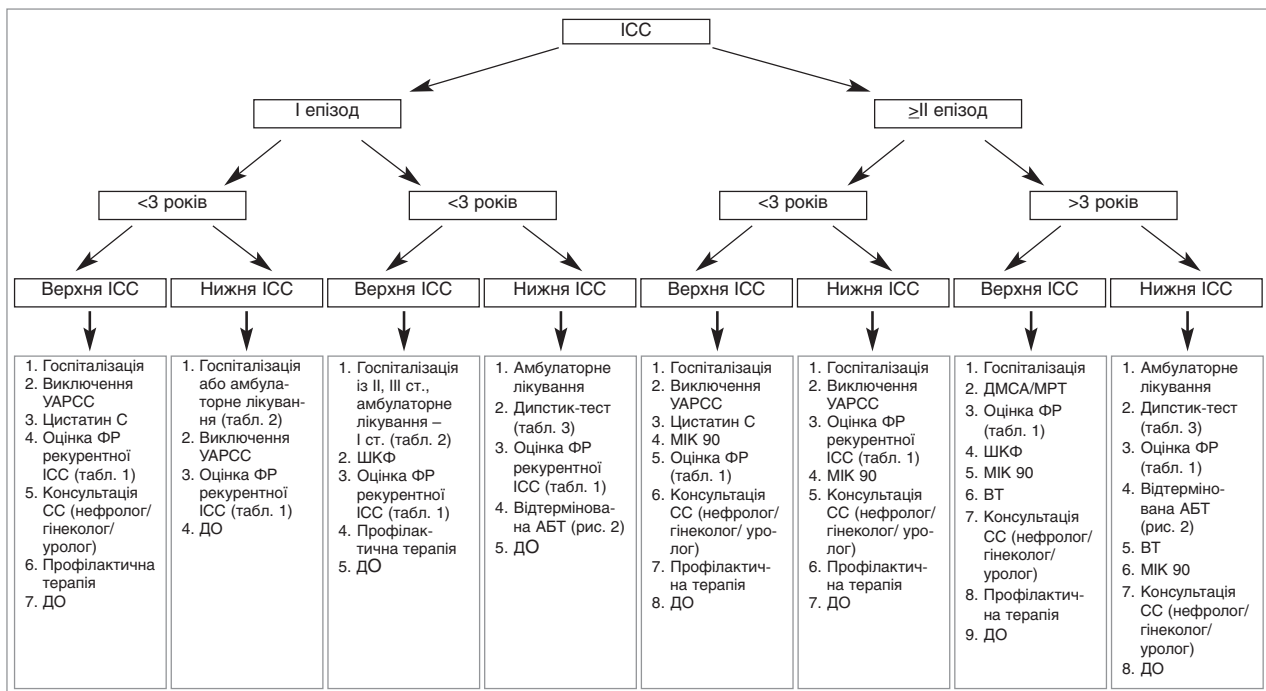 ІСС
І епізод
≥ІІ епізод
<3 років
<3 років
<3 років
>3 років
Верхня ІСС
Нижня ІСС
Верхня ІСС
Нижня ІСС
Верхня ІСС
Нижня ІСС
Верхня ІСС
Нижня ІСС
1. Госпіталізація
2. Виключення
УАРСС
3. Цистатин С
4. Оцінка ФР
рекурентної
ІСС (табл. 1)
5. Консультація
СС (нефролог/
гінеколог/
уролог)
6. Профілактична
терапія
7. ДО
1. Госпіталізація
або амбула-
торне лікуван-
ня (табл. 2)
2. Виключення
УАРСС
3. Оцінка ФР
рекурентної
ІСС (табл. 1)
4. ДО
1. Госпіталізація
із ІІ, ІІІ ст.,
амбулаторне
лікування –
І ст. (табл. 2)
2. ШКФ
3. Оцінка ФР
рекурентної
ІСС (табл. 1)
4. Профілак-
тична терапія
5. ДО
1. Амбулаторне
лікування
2. Дипстик-тест
(табл. 3)
3. Оцінка ФР
рекурентної
ІСС (табл. 1)
4. Відтерміно-
вана АБТ (рис. 2)
5. ДО
1. Госпіталізація
2. Виключення
УАРСС
3. Цистатин С
4. МІК 90
5. Оцінка ФР
(табл. 1)
6. Консультація
СС (нефролог/
гінеколог/ уро-
лог)
7. Профілактич-
на терапія
8. ДО
1. Госпіталізація
2. Виключення
УАРСС
3. Оцінка ФР
рекурентної
ІСС (табл. 1)
4. МІК 90
5. Консультація
СС (нефролог/
гінеколог/ уро-
лог)
6. Профілактич-
на терапія
7. ДО
1. Госпіталізація
2. ДМСА/МРТ
3. Оцінка ФР
(табл. 1)
4. ШКФ
5. МІК 90
6. ВТ
7. Консультація
СС (нефролог/
гінеколог/
уролог)
8. Профілактич-
на терапія
9. ДО
1. Амбулаторне
лікування
2. Дипстик-тест
(табл. 3)
3. Оцінка ФР
(табл. 1)
4. Відтерміно-
вана АБТ
(рис. 2)
5. ВТ
6. МІК 90
7. Консультація
СС (нефролог/
гінеколог/
уролог)
8. ДО